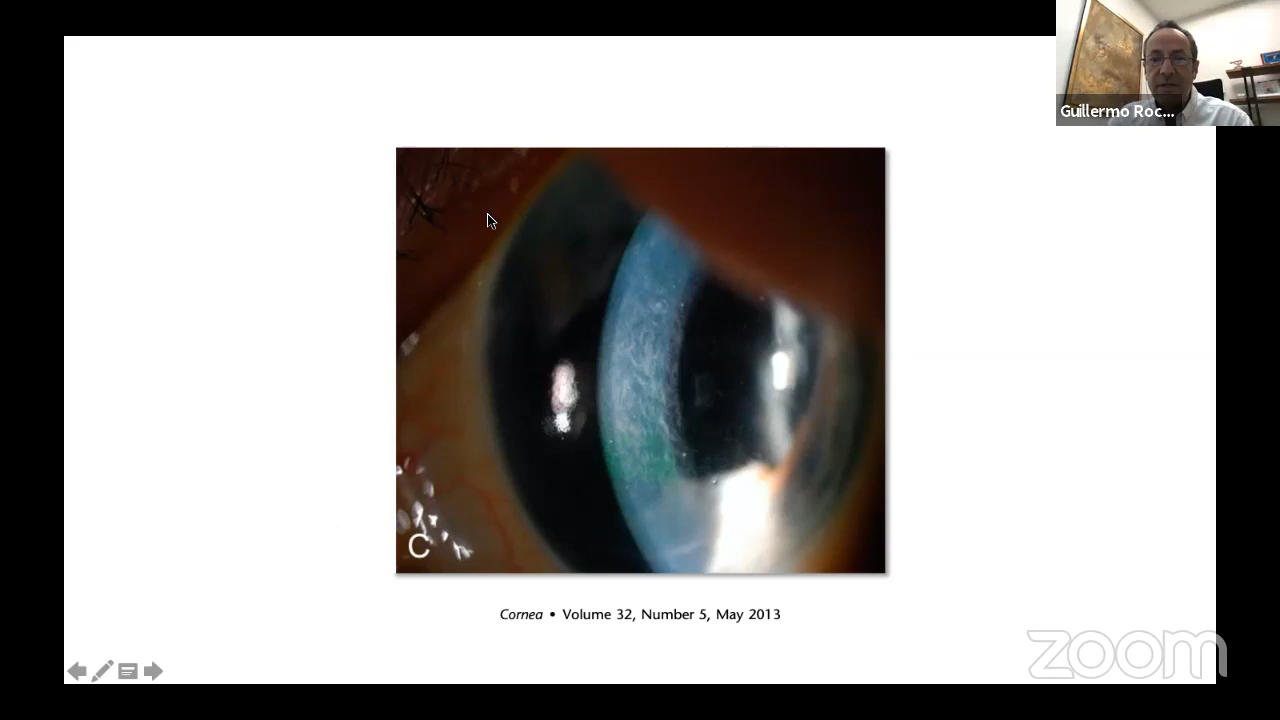 Guillermo Roc...
C
Cornea • Volume 32, Number 5, May 2013
zoom